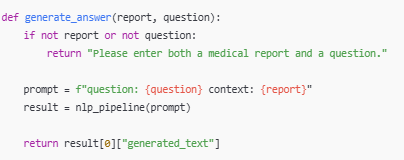 def generate_answer(report, question):
    if not report or not question:
        return "Please enter both a medical report and a question."
    prompt = f"question: {question} context: {report}"
    result = nlp_pipeline(prompt)
    return result[0]["generated_text"]